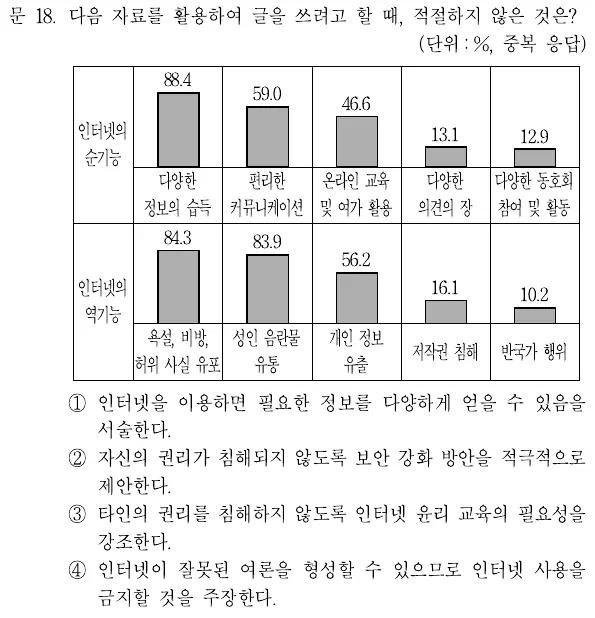 문 18. 다음 자료를 활용하여 글을 쓰려고 할 때, 적절하지 않은 것은?
(단위 : %, 중복 응답)
인터넷의
순기능
88.4
59.0
46.6
13.1
12.9
다양한
정보의 습득
편리한
커뮤니케이션
온라인 교육
및 여가 활용
다양한
의견의 장
다양한 동호회
참여 및 활동
인터넷의
역기능
84.3
83.9
56.2
16.1
10.2
욕설, 비방,
허위 사실 유포
성인 음란물
유통
개인 정보
유출
저작권 침해
반국가 행위
① 인터넷을 이용하면 필요한 정보를 다양하게 얻을 수 있음을
서술한다.
② 자신의 권리가 침해되지 않도록 보안 강화 방안을 적극적으로
제안한다.
③ 타인의 권리를 침해하지 않도록 인터넷 윤리 교육의 필요성을
강조한다.
④ 인터넷이 잘못된 여론을 형성할 수 있으므로 인터넷 사용을
금지할 것을 주장한다.